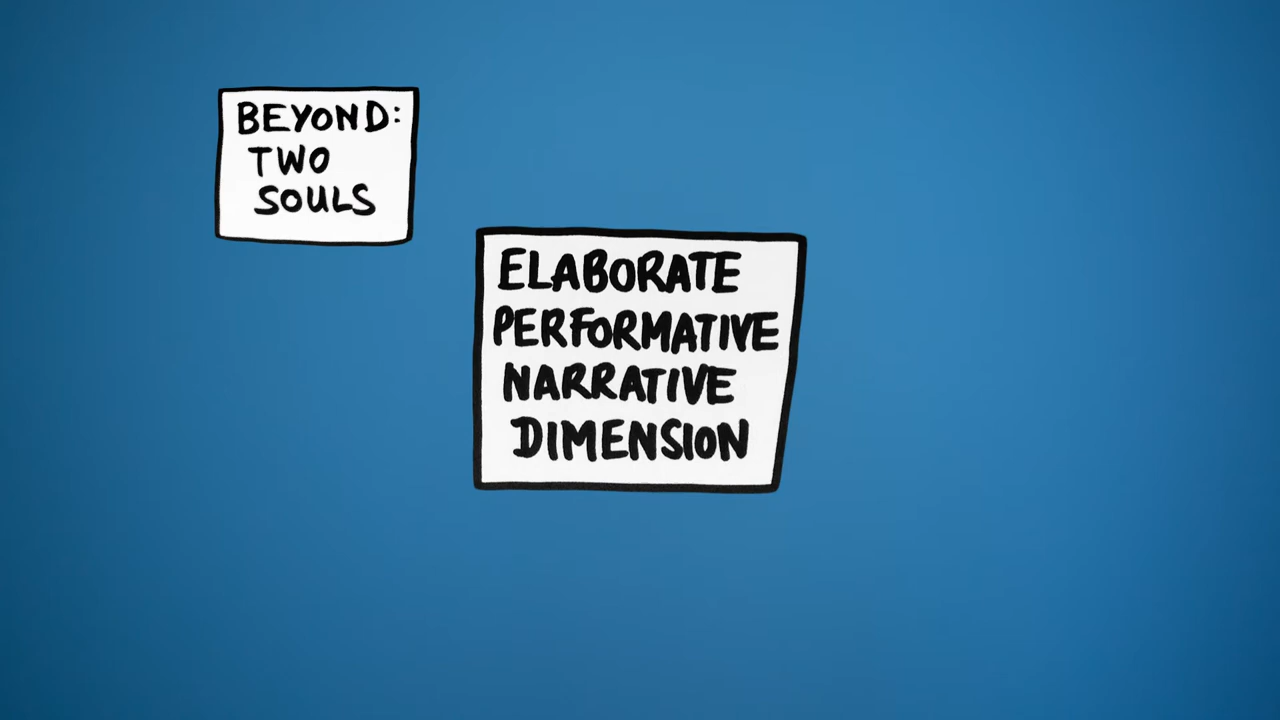 BEYOND:
TWO
SOULS
ELABORATE
PERFORMATIVE
NARRATIVE
DIMENSION